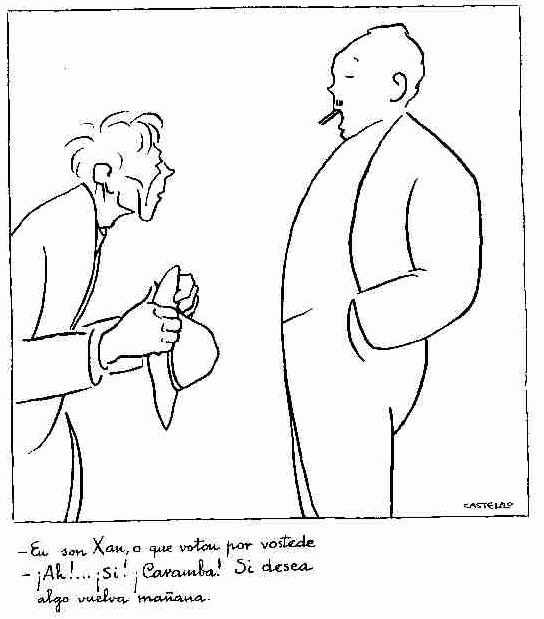 CASTELAO
-Eu son Xan, o que votou por vostede
-¡Ah!... ¡Si! ¡Caramba! Si desea
algo vuelva mañana.